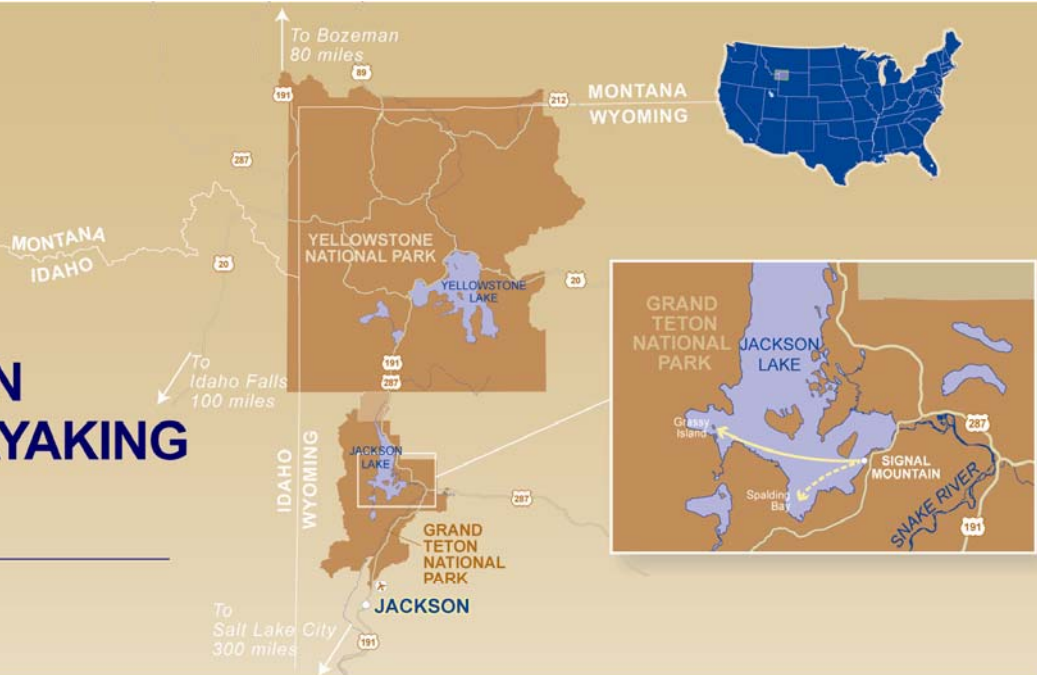 To Bozeman
80 miles
89
191
212
MONTANA
WYOMING
287
MONTANA
IDAHO
20
YELLOWSTONE
NATIONAL PARK
YELLOWSTONE
LAKE
20
191
287
To
Idaho Falls
100 miles
N
YAKING
IDAHO
WYOMING
JACKSON
LAKE
287
GRAND
TETON
NATIONAL
PARK
JACKSON
To
Salt Lake City
300 miles
191
GRAND
TETON
NATIONAL
PARK
JACKSON
LAKE
Grassy
Island
287
SIGNAL
MOUNTAIN
Spalding
Bay
SNAKE RIVER
191